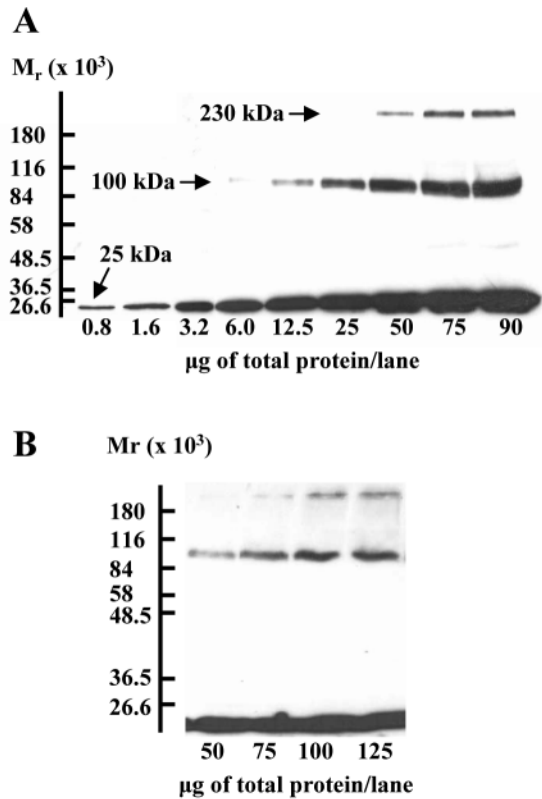 A
Mᵣ (x 10³)
230 kDa
180
116
100 kDa
84
58
25 kDa
48.5
36.5
26.6
0.8 1.6 3.2 6.0 12.5 25 50 75 90
µg of total protein/lane
B
Mr (x 10³)
180
116
84
58
48.5
36.5
26.6
50 75 100 125
µg of total protein/lane